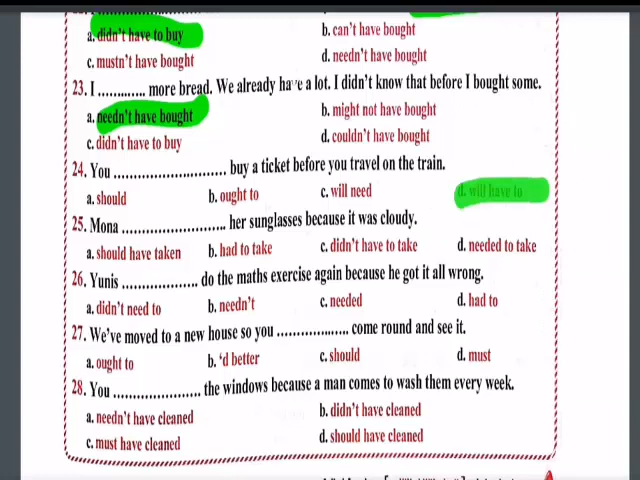 a. didn't have to buy b. can't have bought
c. mustn't have bought d. needn't have bought
23. I ............ more bread. We already have a lot. I didn't know that before I bought some.
a. needn't have bought b. might not have bought
c. didn't have to buy d. couldn't have bought
24. You ............................ buy a ticket before you travel on the train.
a. should b. ought to c. will need d. will have to
25. Mona .......................... her sunglasses because it was cloudy.
a. should have taken b. had to take c. didn't have to take d. needed to take
26. Yunis ................... do the maths exercise again because he got it all wrong.
a. didn't need to b. needn't c. needed d. had to
27. We've moved to a new house so you .................. come round and see it.
a. ought to b. 'd better c. should d. must
28. You ...................... the windows because a man comes to wash them every week.
a. needn't have cleaned b. didn't have cleaned
c. must have cleaned d. should have cleaned